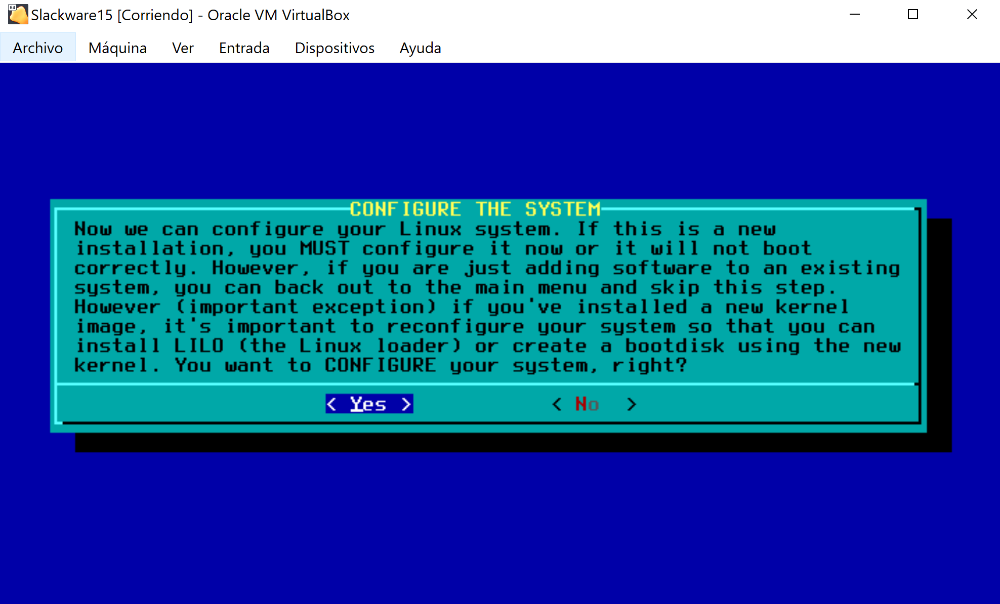 64
Slackware15 [Corriendo] - Oracle VM VirtualBox
Archivo Máquina Ver Entrada Dispositivos Ayuda
CONFIGURE THE SYSTEM
Now we can configure your Linux system. If this is a new
installation, you MUST configure it now or it will not boot
correctly. However, if you are just adding software to an existing
system, you can back out to the main menu and skip this step.
However (important exception) if you've installed a new kernel
image, it's important to reconfigure your system so that you can
install LILO (the Linux loader) or create a bootdisk using the new
kernel. You want to CONFIGURE your system, right?
< Yes > < No >